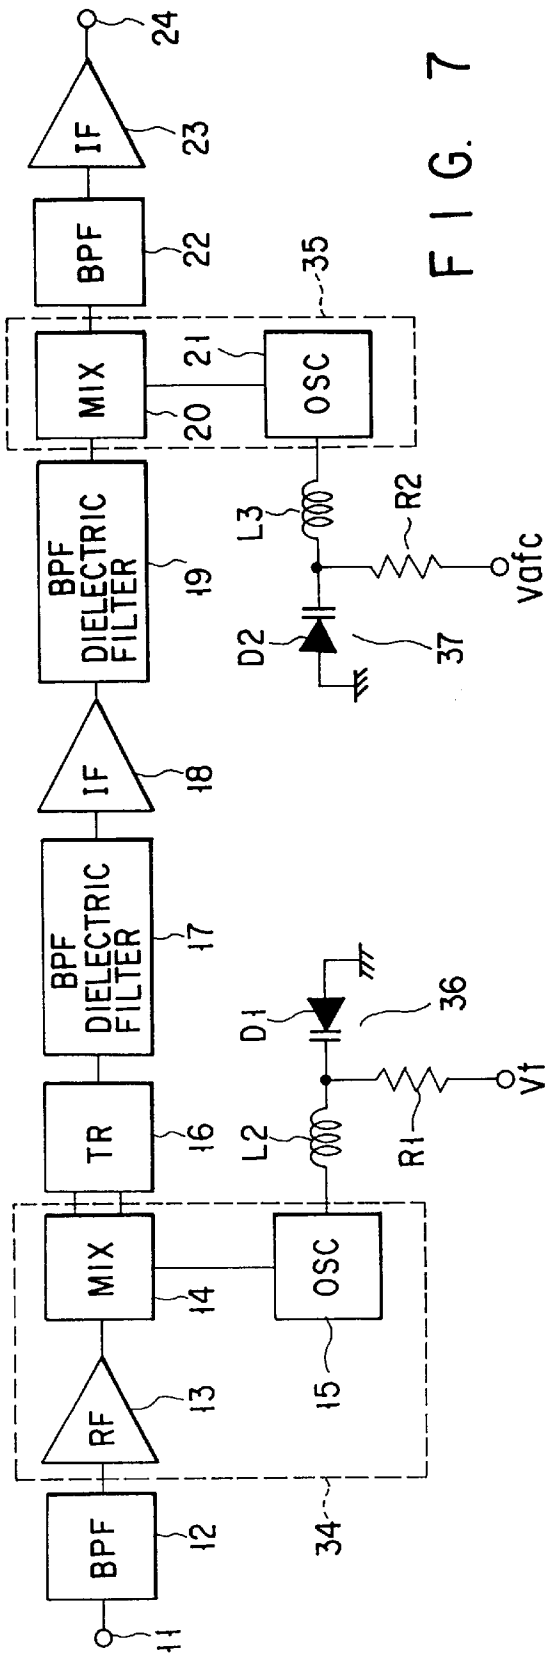 11
BPF
12
RF
13
MIX
14
OSC
15
34
TR
16
BPF
DIELECTRIC
FILTER
17
IF
18
BPF
DIELECTRIC
FILTER
19
MIX
20
OSC
21
35
BPF
22
IF
23
24
L2
D1
36
R1
Vt
D2
37
L3
R2
Vafc
FIG. 7